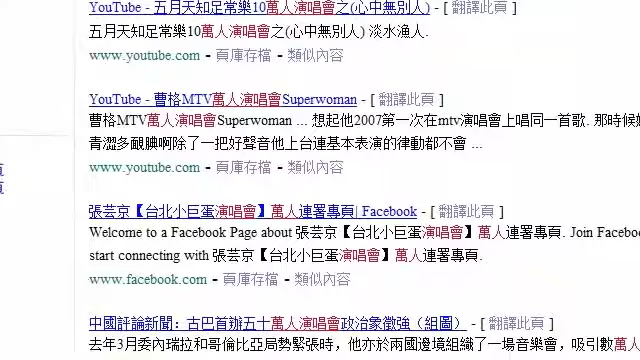 YouTube - 五月天知足常樂10萬人演唱會之(心中無別人) - [ 翻譯此頁 ]
五月天知足常樂10萬人演唱會之(心中無別人) 淡水漁人.
www.youtube.com - 頁庫存檔 - 類似內容
YouTube - 曹格MTV萬人演唱會Superwoman - [ 翻譯此頁 ]
曹格MTV萬人演唱會Superwoman ... 想起他2007第一次在mtv演唱會上唱同一首歌. 那時候
青澀多靦腆啊除了一把好聲音他上台連基本表演的律動都不會 ...
www.youtube.com - 頁庫存檔 - 類似內容
頁
頁
張芸京【台北小巨蛋演唱會】萬人連署專頁| Facebook - [ 翻譯此頁 ]
Welcome to a Facebook Page about 張芸京【台北小巨蛋演唱會】萬人連署專頁. Join Facebo
start connecting with 張芸京【台北小巨蛋演唱會】萬人連署專頁.
www.facebook.com - 頁庫存檔 - 類似內容
中國評論新聞：古巴首辦五十萬人演唱會政治象徵強（組圖） - [ 翻譯此頁 ]
去年3月委內瑞拉和哥倫比亞局勢緊張時，他亦於兩國邊境組織了一場音樂會，吸引數萬人